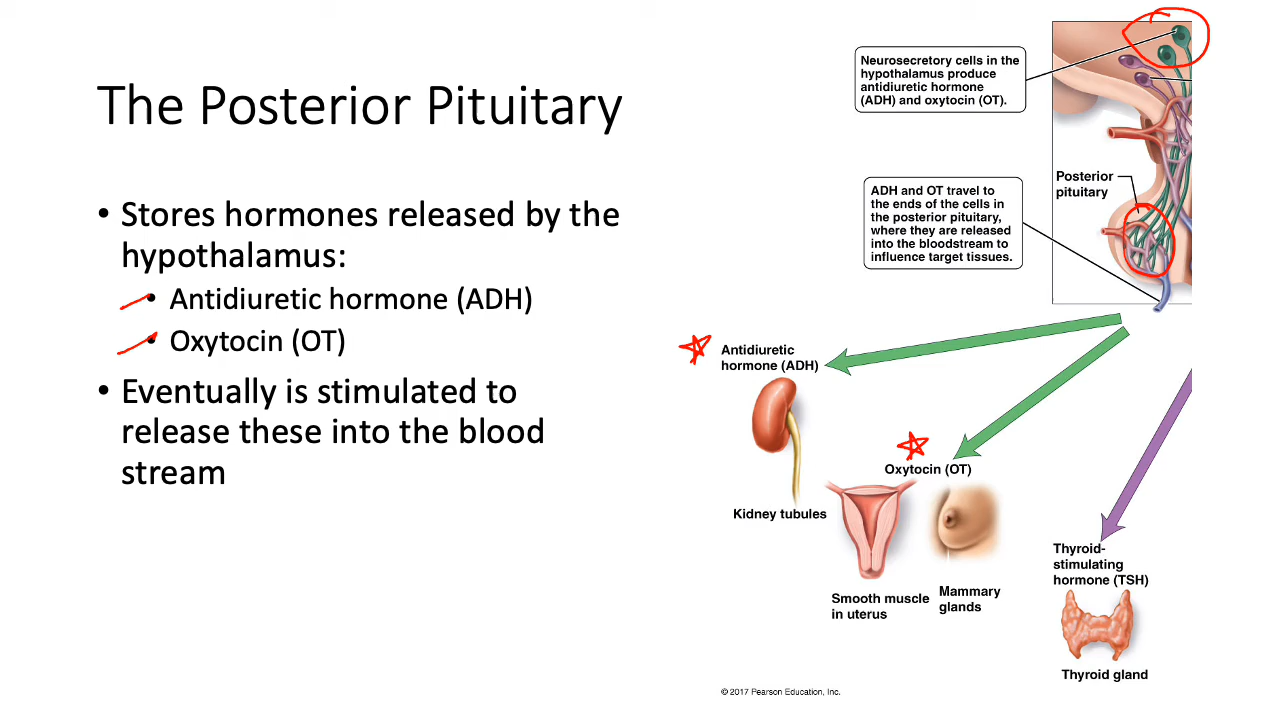 The Posterior Pituitary
• Stores hormones released by the
hypothalamus:
• Antidiuretic hormone (ADH)
• Oxytocin (OT)
• Eventually is stimulated to
release these into the blood
stream
Neurosecretory cells in the
hypothalamus produce
antidiuretic hormone
(ADH) and oxytocin (OT).
Posterior
pituitary
ADH and OT travel to
the ends of the cells in
the posterior pituitary,
where they are released
into the bloodstream to
influence target tissues.
Antidiuretic
hormone (ADH)
Kidney tubules
Oxytocin (OT)
Smooth muscle
in uterus
Mammary
glands
Thyroid-
stimulating
hormone (TSH)
Thyroid gland
© 2017 Pearson Education, Inc.